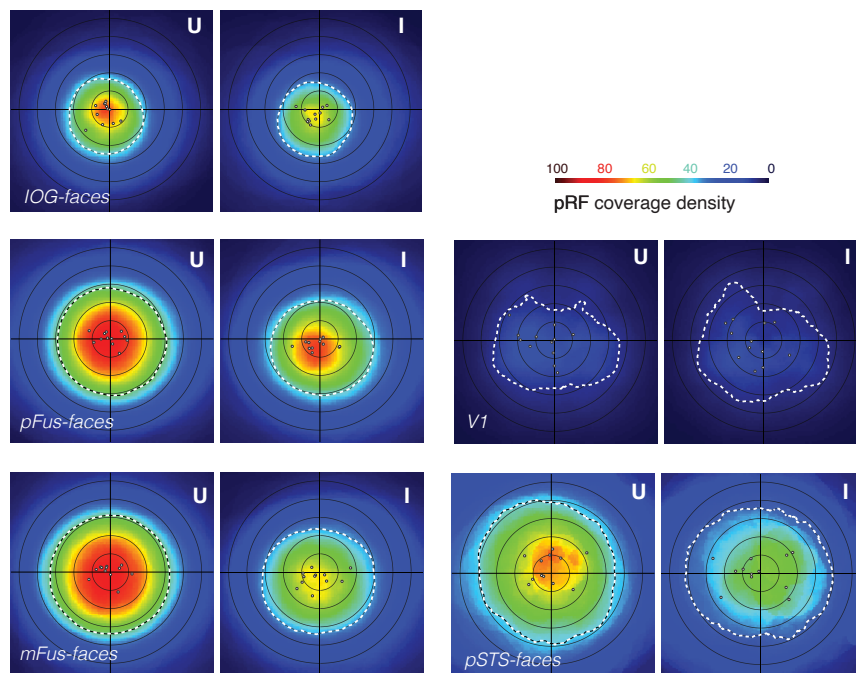 U
I
IOG-faces
100 80 60 40 20 0
pRF coverage density
U
I
pFus-faces
U
I
V1
U
I
mFus-faces
U
I
pSTS-faces